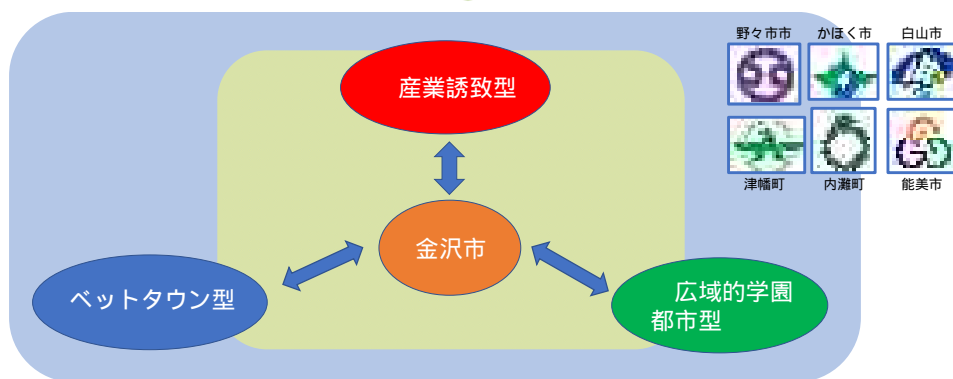 野々市市 かほく市 白山市
産業誘致型
津幡町 内灘町 能美市
金沢市
ベットタウン型
広域的学園
都市型